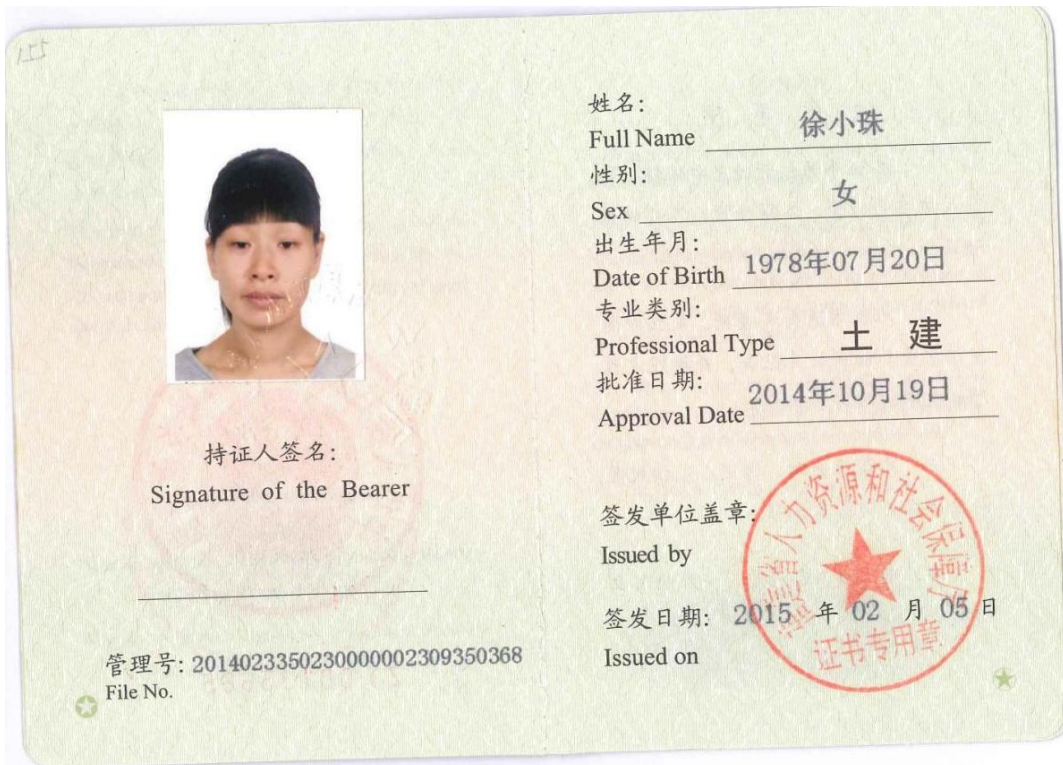 155
持证人签名:
Signature of the Bearer
管理号: 2014023350230000002309350368
File No.
姓名:
Full Name 徐小珠
性别:
Sex 女
出生年月:
Date of Birth 1978年07月20日
专业类别:
Professional Type 土 建
批准日期:
Approval Date 2014年10月19日
签发单位盖章:
Issued by
福建省人力资源和社会保障厅
证书专用章
签发日期: 2015 年 02 月 05 日
Issued on